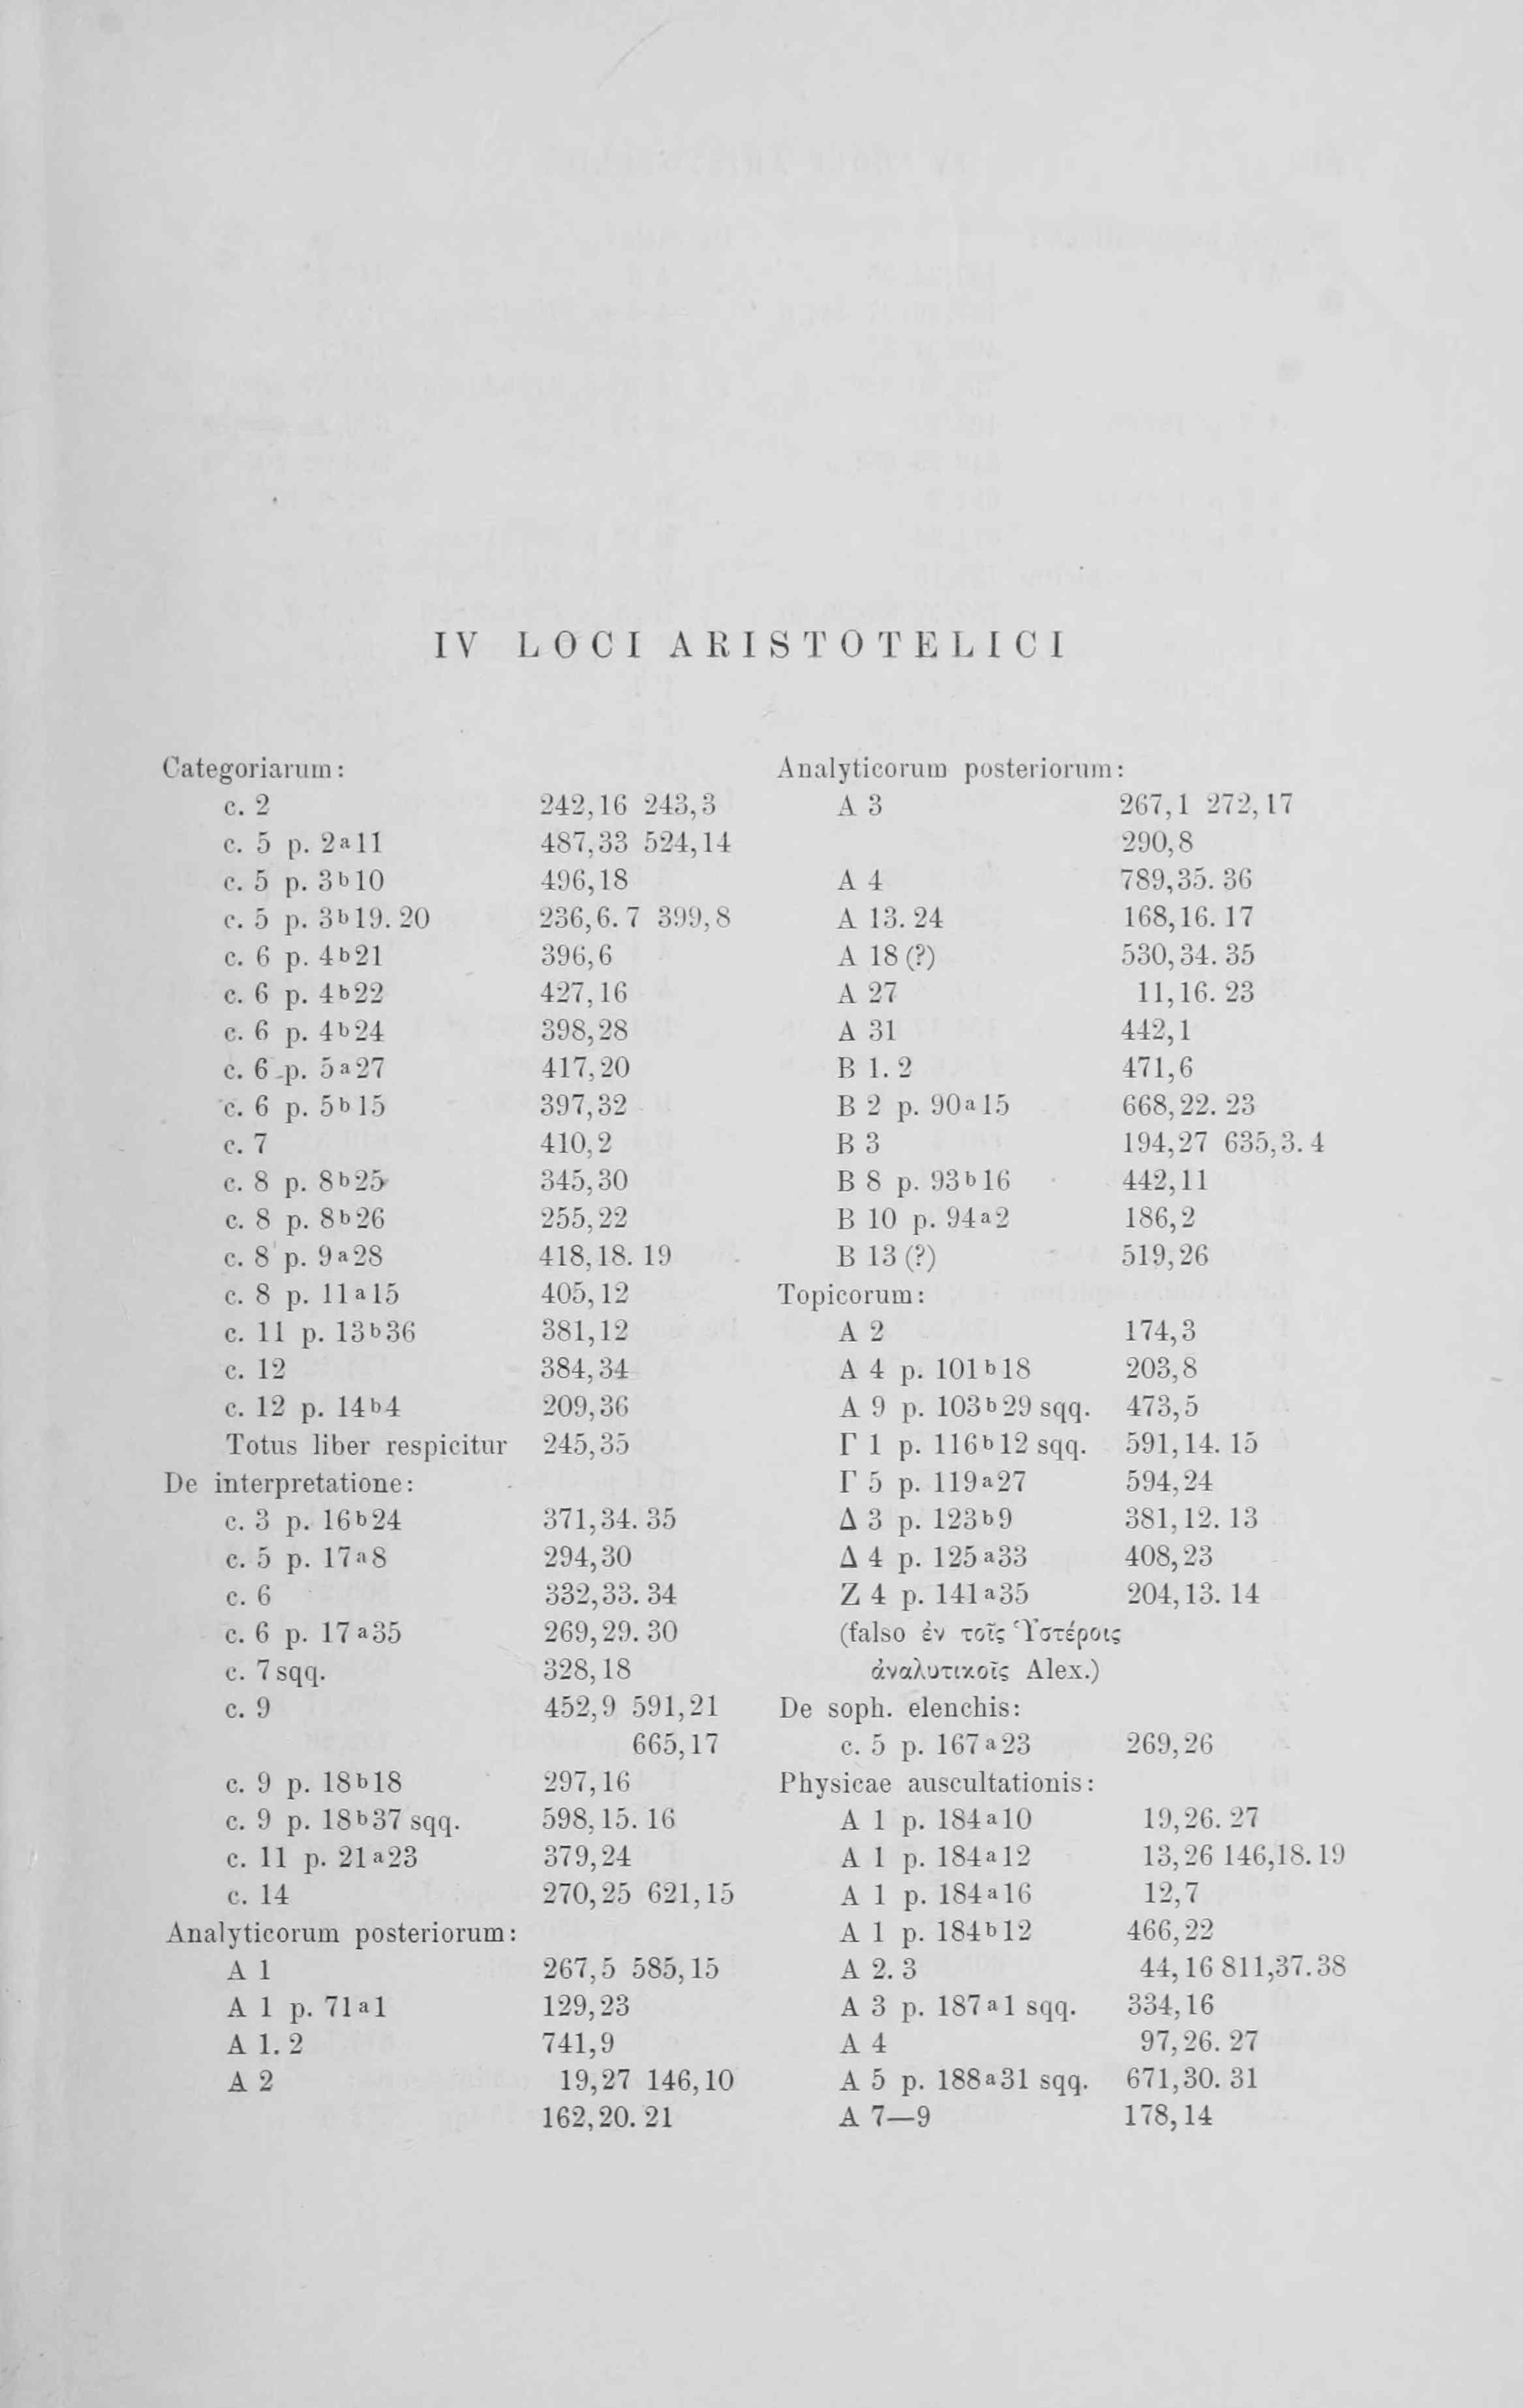 IV LOCI ARISTOTELICI
Categoriarum:
c. 2 242,16 243,3
c. 5 p. 2a11 487,33 524,14
c. 5 p. 3b10 496,18
c. 5 p. 3b19. 20 236,6. 7 399,8
c. 6 p. 4b21 396,6
c. 6 p. 4b22 427,16
c. 6 p. 4b24 398,28
c. 6 p. 5a27 417,20
c. 6 p. 5b15 397,32
c. 7 410,2
c. 8 p. 8b25 345,30
c. 8 p. 8b26 255,22
c. 8 p. 9a28 418,18. 19
c. 8 p. 11a15 405,12
c. 11 p. 13b36 381,12
c. 12 384,34
c. 12 p. 14b4 209,36
Totus liber respicitur 245,35
De interpretatione:
c. 3 p. 16b24 371,34. 35
c. 5 p. 17a8 294,30
c. 6 332,33. 34
c. 6 p. 17a35 269,29. 30
c. 7 sqq. 328,18
c. 9 452,9 591,21
665,17
c. 9 p. 18b18 297,16
c. 9 p. 18b37 sqq. 598,15. 16
c. 11 p. 21a23 379,24
c. 14 270,25 621,15
Analyticorum posteriorum:
A 1 267,5 585,15
A 1 p. 71a1 129,23
A 1. 2 741,9
A 2 19,27 146,10
162,20. 21
Analyticorum posteriorum:
A 3 267,1 272,17
290,8
A 4 789,35. 36
A 13. 24 168,16. 17
A 18 (?) 530,34. 35
A 27 11,16. 23
A 31 442,1
B 1. 2 471,6
B 2 p. 90a15 668,22. 23
B 3 194,27 635,3. 4
B 8 p. 93b16 442,11
B 10 p. 94a2 186,2
B 13 (?) 519,26
Topicorum:
A 2 174,3
A 4 p. 101b18 203,8
A 9 p. 103b29 sqq. 473,5
Γ 1 p. 116b12 sqq. 591,14. 15
Γ 5 p. 119a27 594,24
Δ 3 p. 123b9 381,12. 13
Δ 4 p. 125a33 408,23
Z 4 p. 141a35 204,13. 14
(falso ἐν τοῖς Ὑστέροις
ἀναλυτικοῖς Alex.)
De soph. elenchis:
c. 5 p. 167a23 269,26
Physicae auscultationis:
A 1 p. 184a10 19,26. 27
A 1 p. 184a12 13,26 146,18. 19
A 1 p. 184a16 12,7
A 1 p. 184b12 466,22
A 2. 3 44,16 811,37. 38
A 3 p. 187a1 sqq. 334,16
A 4 97,26. 27
A 5 p. 188a31 sqq. 671,30. 31
A 7—9 178,14